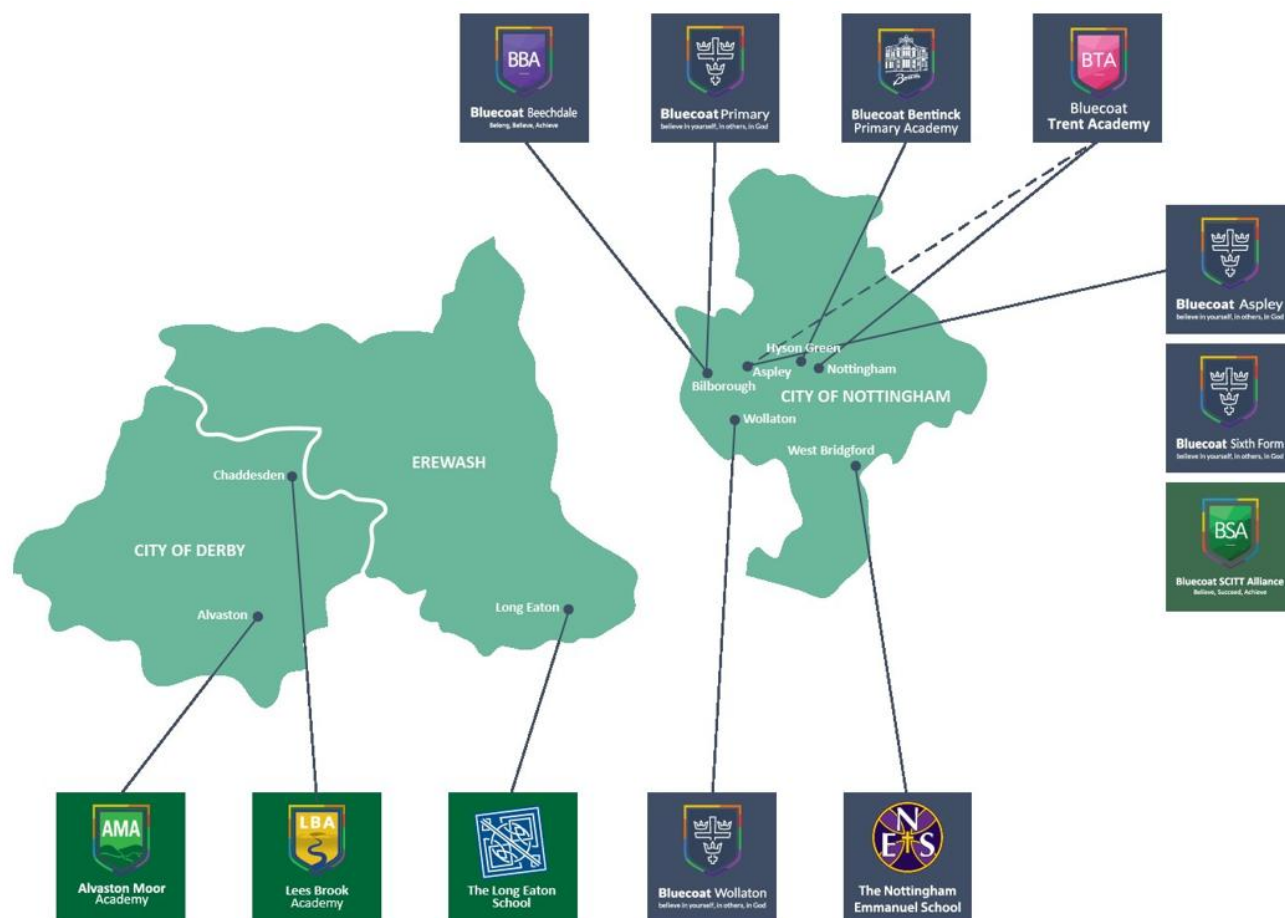 BBA
Bluecoat Beechdale
Belong, Believe, Achieve
Bluecoat Primary
believe in yourself, in others, in God
Bluecoat Bentinck
Primary Academy
BTA
Bluecoat
Trent Academy
Bluecoat Aspley
believe in yourself, in others, in God
Bluecoat Sixth Form
believe in yourself, in others, in God
BSA
Bluecoat SCITT Alliance
Believe, Succeed, Achieve
Hyson Green
Aspley
Nottingham
Bilborough
CITY OF NOTTINGHAM
Wollaton
West Bridgford
EREWASH
Chaddesden
CITY OF DERBY
Alvaston
Long Eaton
AMA
Alvaston Moor
Academy
LBA
Lees Brook
Academy
The Long Eaton
School
Bluecoat Wollaton
believe in yourself, in others, in God
N
E S
The Nottingham
Emmanuel School